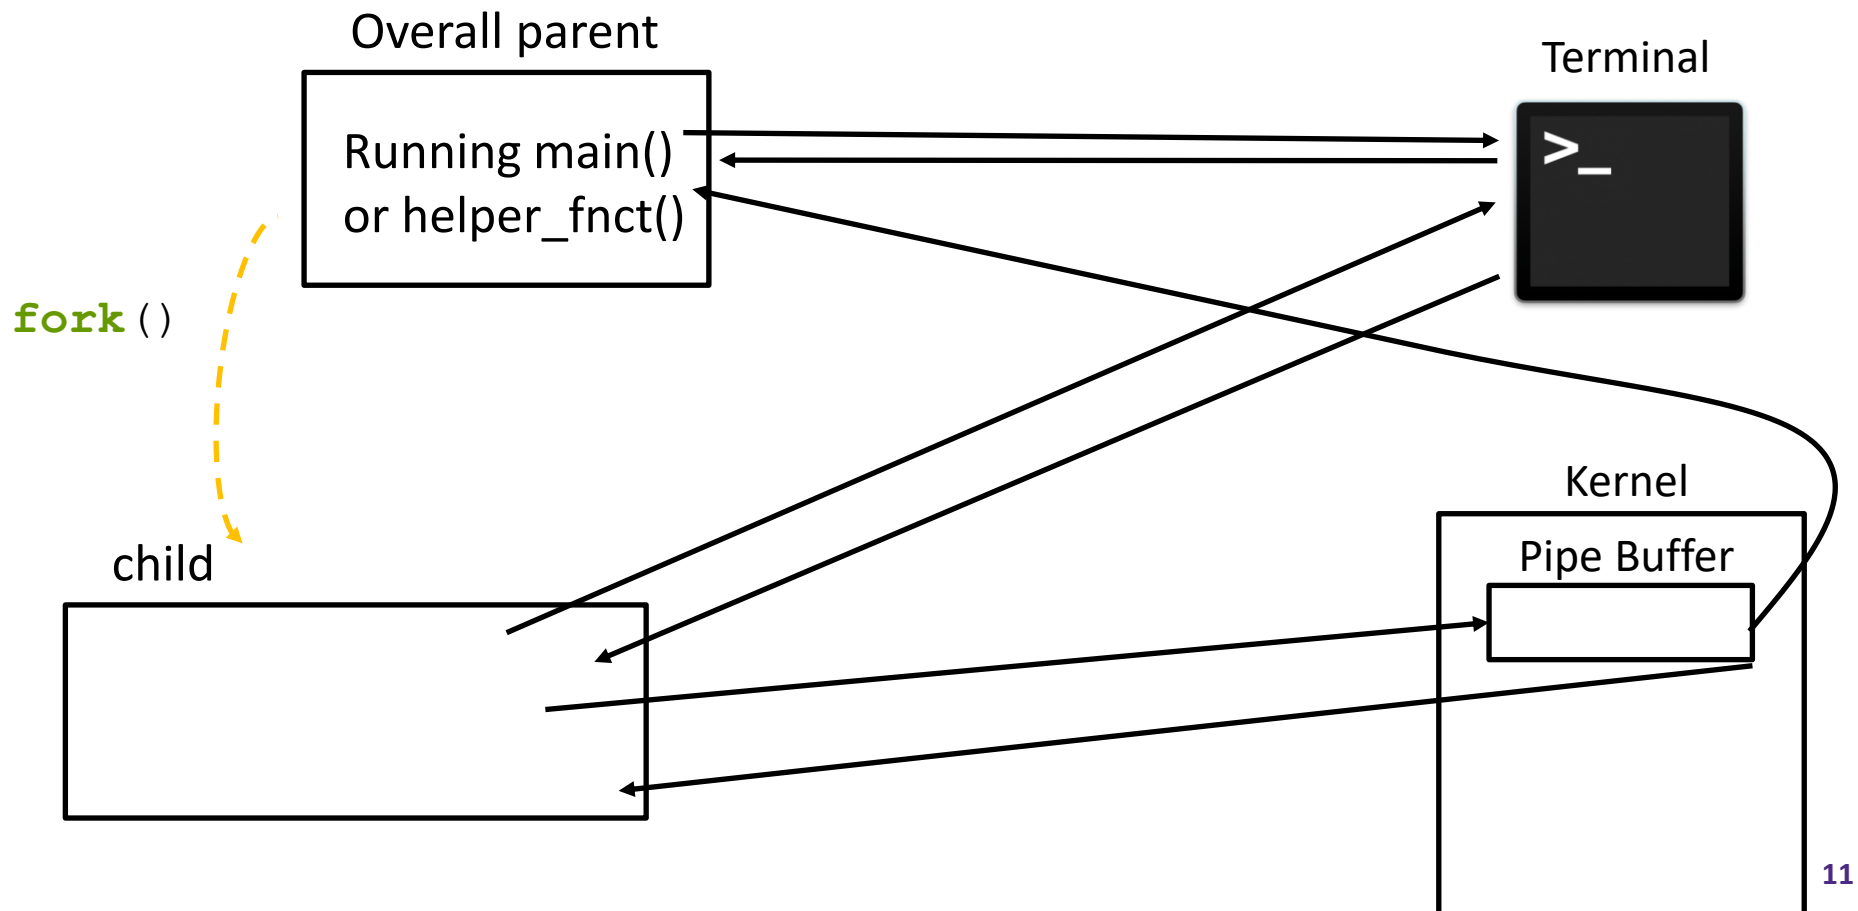 Overall parent
Terminal
>_
Running main()
or helper_fnct()
fork()
Kernel
Pipe Buffer
child
11